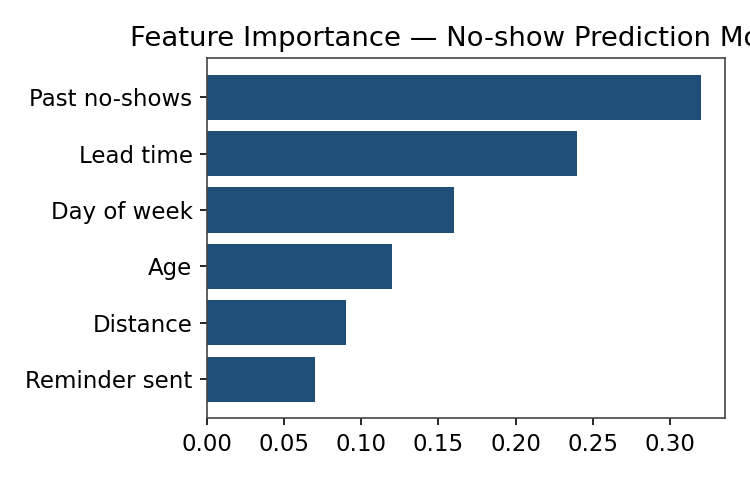 Feature Importance — No-show Prediction
Past no-shows
Lead time
Day of week
Age
Distance
Reminder sent
0.00 0.05 0.10 0.15 0.20 0.25 0.30